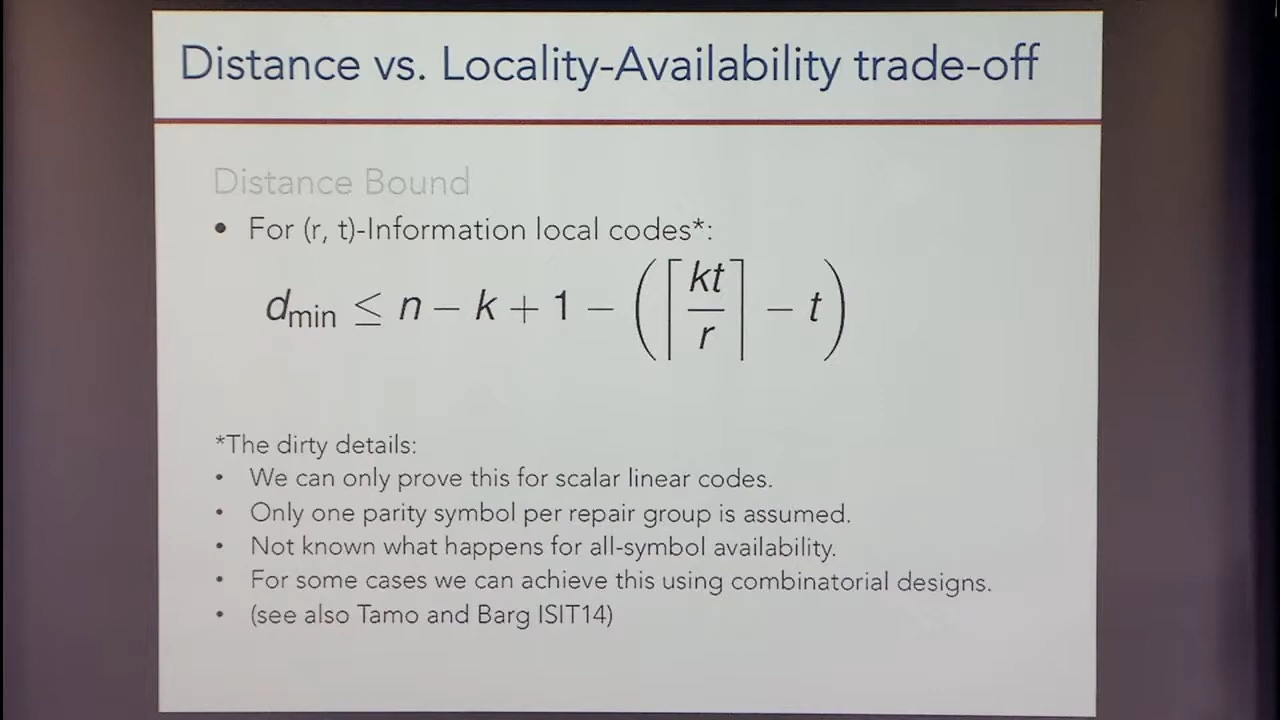 Distance vs. Locality-Availability trade-off
Distance Bound
• For (r, t)-Information local codes*:
d_min ≤ n − k + 1 − (⌈kt/r⌉ − t)
*The dirty details:
• We can only prove this for scalar linear codes.
• Only one parity symbol per repair group is assumed.
• Not known what happens for all-symbol availability.
• For some cases we can achieve this using combinatorial designs.
• (see also Tamo and Barg ISIT14)